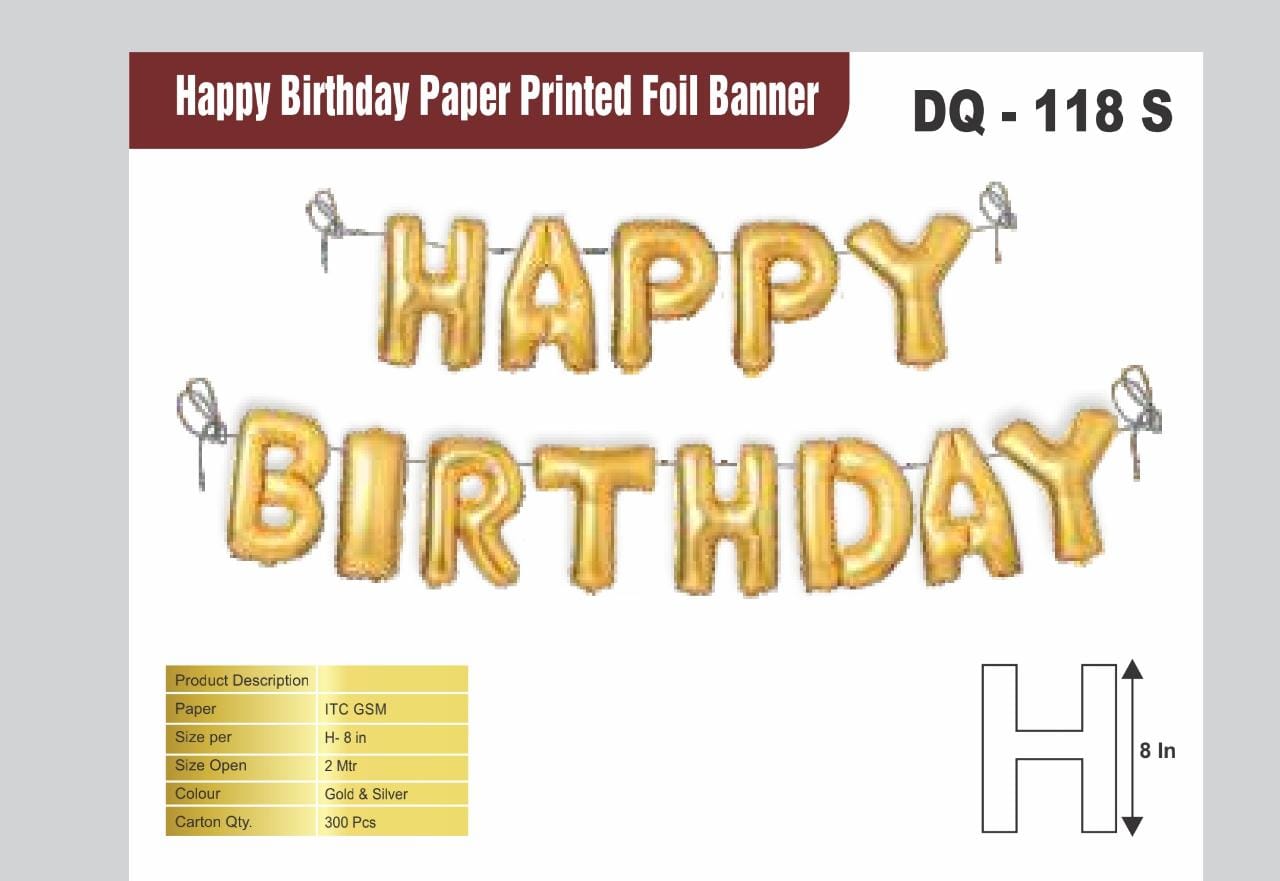 Happy Birthday Paper Printed Foil Banner
DQ - 118 S
HAPPY
BIRTHDAY
Product Description
Paper ITC GSM
Size per H- 8 in
Size Open 2 Mtr
Colour Gold & Silver
Carton Qty. 300 Pcs
H
8 In